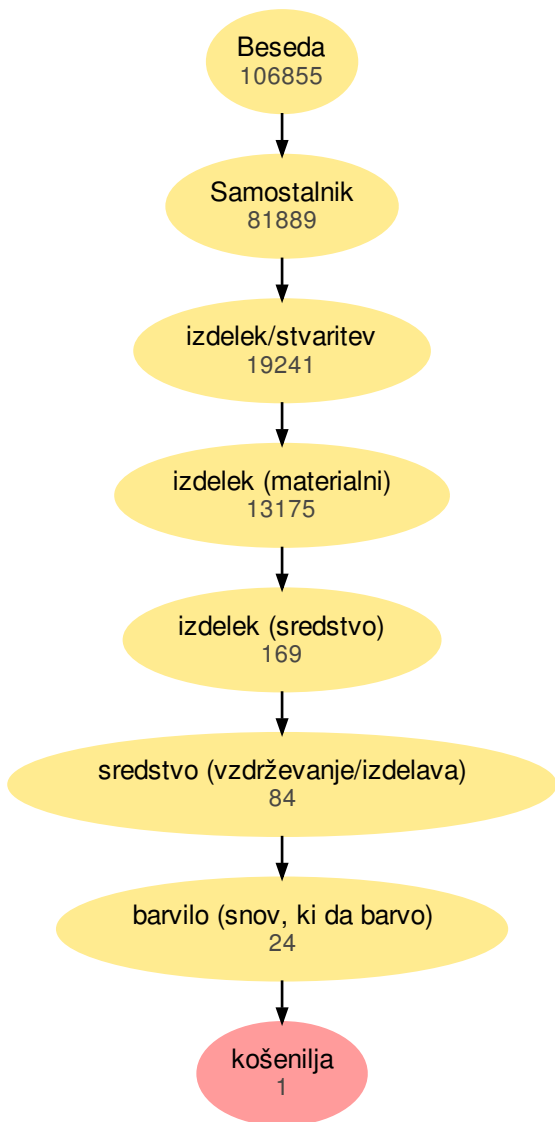 Beseda
106855
Samostalnik
81889
izdelek/stvaritev
19241
izdelek (materialni)
13175
izdelek (sredstvo)
169
sredstvo (vzdrževanje/izdelava)
84
barvilo (snov, ki da barvo)
24
košenilja
1